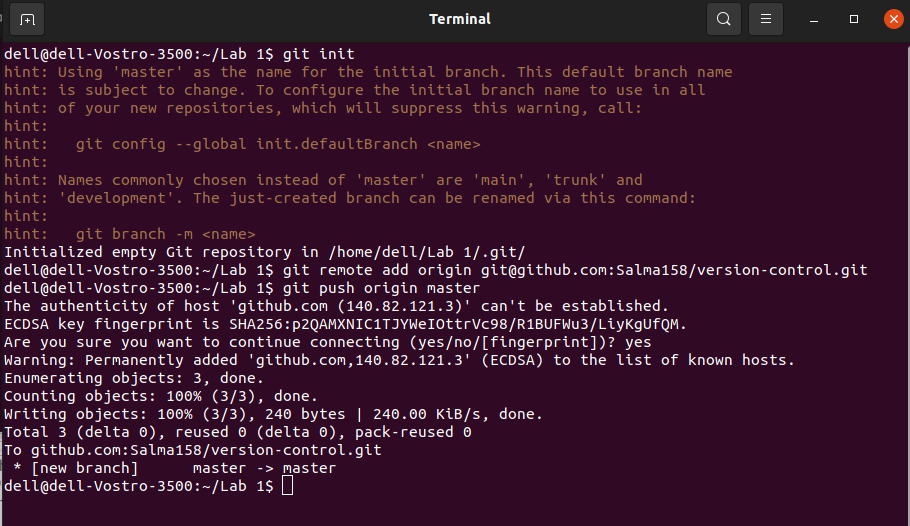 Terminal
dell@dell-Vostro-3500:~/Lab 1$ git init
hint: Using 'master' as the name for the initial branch. This default branch name
hint: is subject to change. To configure the initial branch name to use in all
hint: of your new repositories, which will suppress this warning, call:
hint:
hint:   git config --global init.defaultBranch <name>
hint:
hint: Names commonly chosen instead of 'master' are 'main', 'trunk' and
hint: 'development'. The just-created branch can be renamed via this command:
hint:
hint:   git branch -m <name>
Initialized empty Git repository in /home/dell/Lab 1/.git/
dell@dell-Vostro-3500:~/Lab 1$ git remote add origin git@github.com:Salma158/version-control.git
dell@dell-Vostro-3500:~/Lab 1$ git push origin master
The authenticity of host 'github.com (140.82.121.3)' can't be established.
ECDSA key fingerprint is SHA256:p2QAMXNIC1TJYWeIOttrVc98/R1BUFWu3/LiyKgUfQM.
Are you sure you want to continue connecting (yes/no/[fingerprint])? yes
Warning: Permanently added 'github.com,140.82.121.3' (ECDSA) to the list of known hosts.
Enumerating objects: 3, done.
Counting objects: 100% (3/3), done.
Writing objects: 100% (3/3), 240 bytes | 240.00 KiB/s, done.
Total 3 (delta 0), reused 0 (delta 0), pack-reused 0
To github.com:Salma158/version-control.git
 * [new branch]      master -> master
dell@dell-Vostro-3500:~/Lab 1$